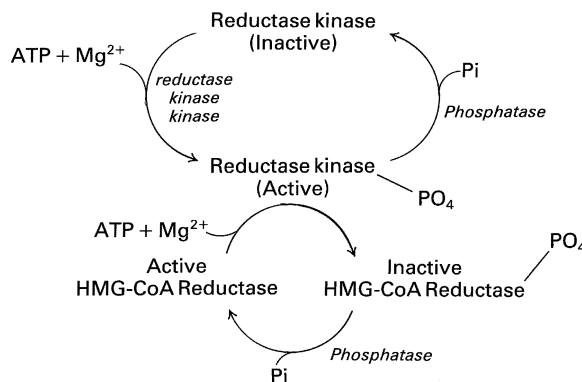 Reductase kinase
(Inactive)
ATP + Mg²⁺
reductase
kinase
kinase
Pi
Phosphatase
Reductase kinase
(Active)
PO₄
ATP + Mg²⁺
PO₄
Active
HMG-CoA Reductase
Inactive
HMG-CoA Reductase
Phosphatase
Pi